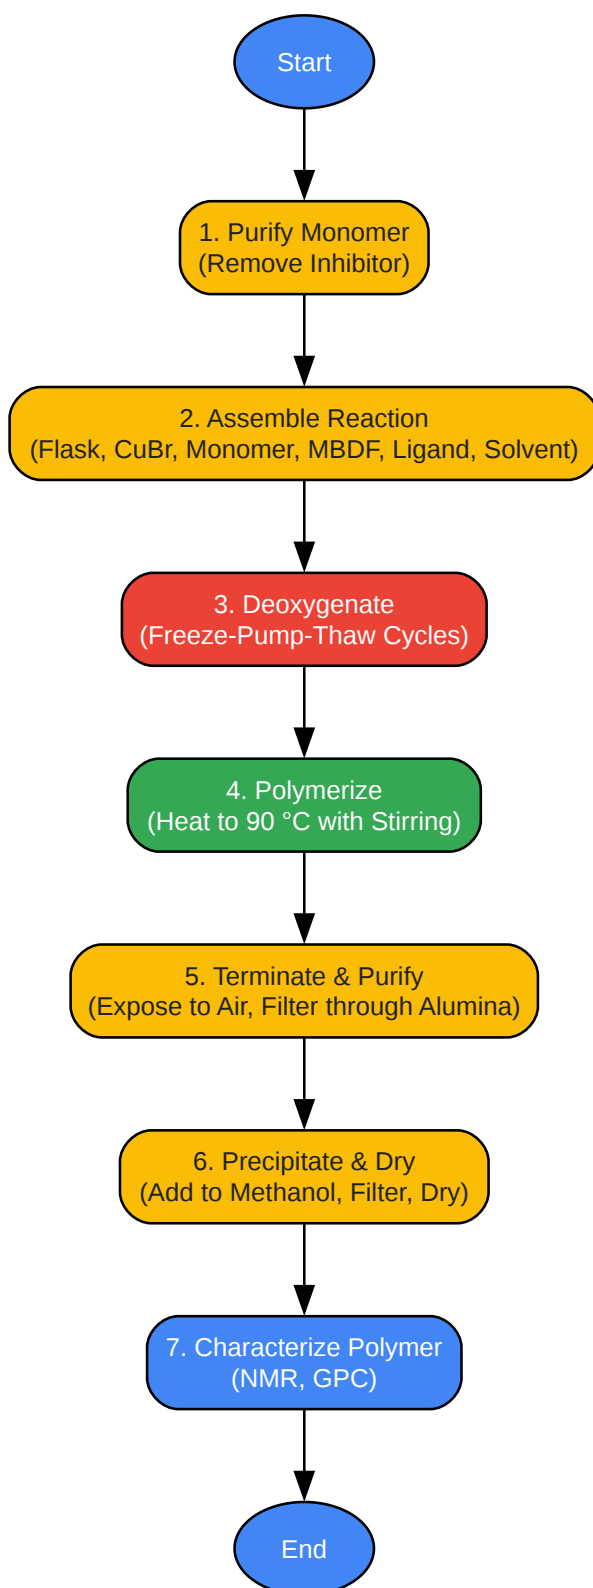 Start
1. Purify Monomer
(Remove Inhibitor)
2. Assemble Reaction
(Flask, CuBr, Monomer, MBDF, Ligand, Solvent)
3. Deoxygenate
(Freeze-Pump-Thaw Cycles)
4. Polymerize
(Heat to 90 °C with Stirring)
5. Terminate & Purify
(Expose to Air, Filter through Alumina)
6. Precipitate & Dry
(Add to Methanol, Filter, Dry)
7. Characterize Polymer
(NMR, GPC)
End